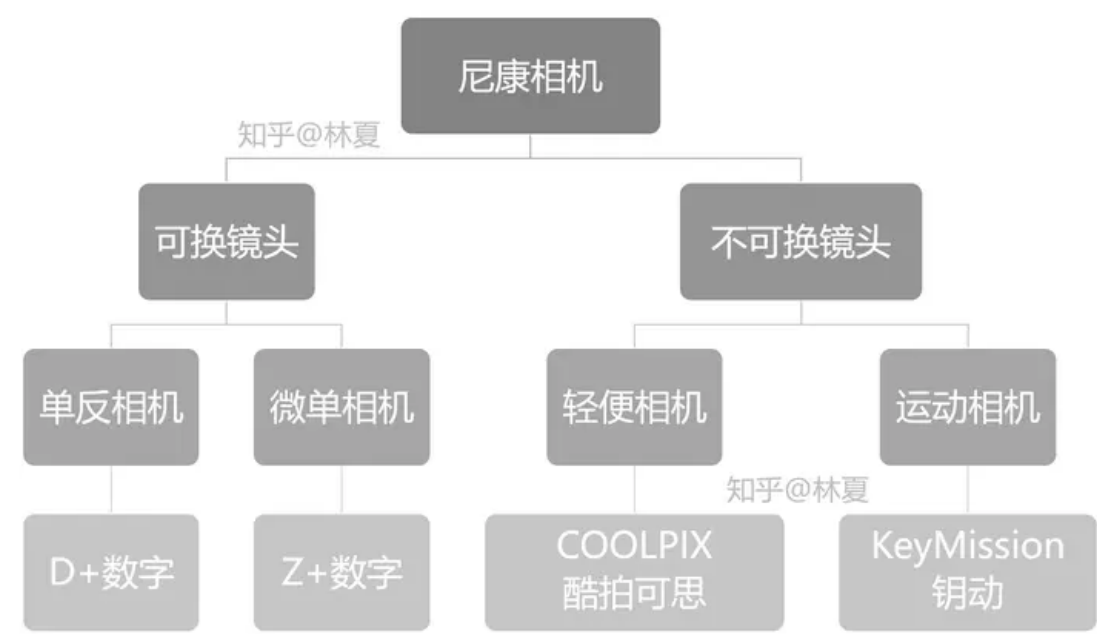 尼康相机
知乎@林夏
可换镜头
不可换镜头
单反相机
微单相机
轻便相机
运动相机
知乎@林夏
D+数字
Z+数字
COOLPIX
酷拍可思
KeyMission
钥动